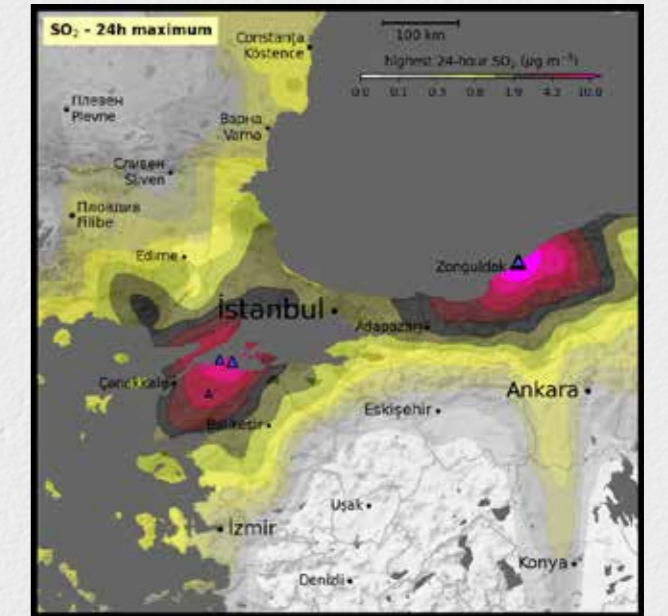 SO₂ - 24h maximum
Constanța
Köstence
100 km
highest 24-hour SO₂ (µg m⁻³)
0.0 0.1 0.3 0.8 1.9 4.3 10.0
Плевен
Plevne
Варна
Varna
Сливен
Sliven
Пловдив
Filibe
Edirne
Zonguldak
İstanbul
Adapazarı
Çanakkale
Ankara
Eskişehir
Balıkesir
Uşak
İzmir
Konya
Denizli